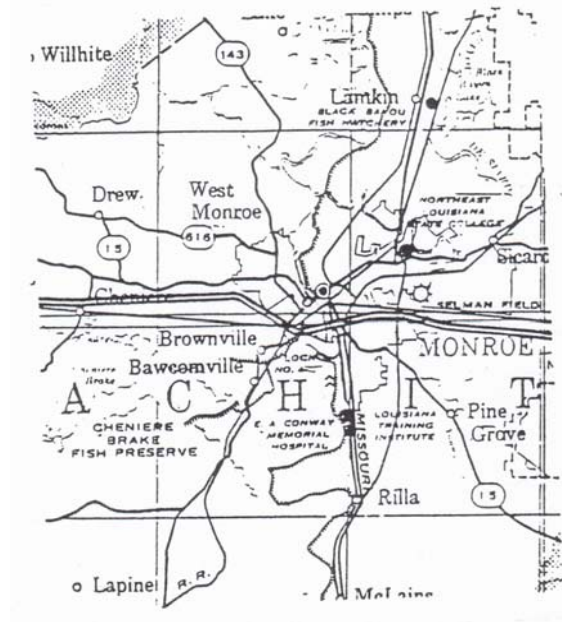 Willhite
143
Lamkin
BLACK BAYOU
FISH HATCHERY
Drew
West
Monroe
15
616
NORTHEAST
LOUISIANA
STATE COLLEGE
Sicard
Cheniere
SELMAN FIELD
Brownville
MONROE
Bawcomville
LOCK
A C H I T
CHENIERE
BRAKE
FISH PRESERVE
E. A. CONWAY
MEMORIAL
HOSPITAL
MISSOURI
LOUISIANA
TRAINING
INSTITUTE
Pine
Grove
Rilla
15
Lapine
R. R.
McLains